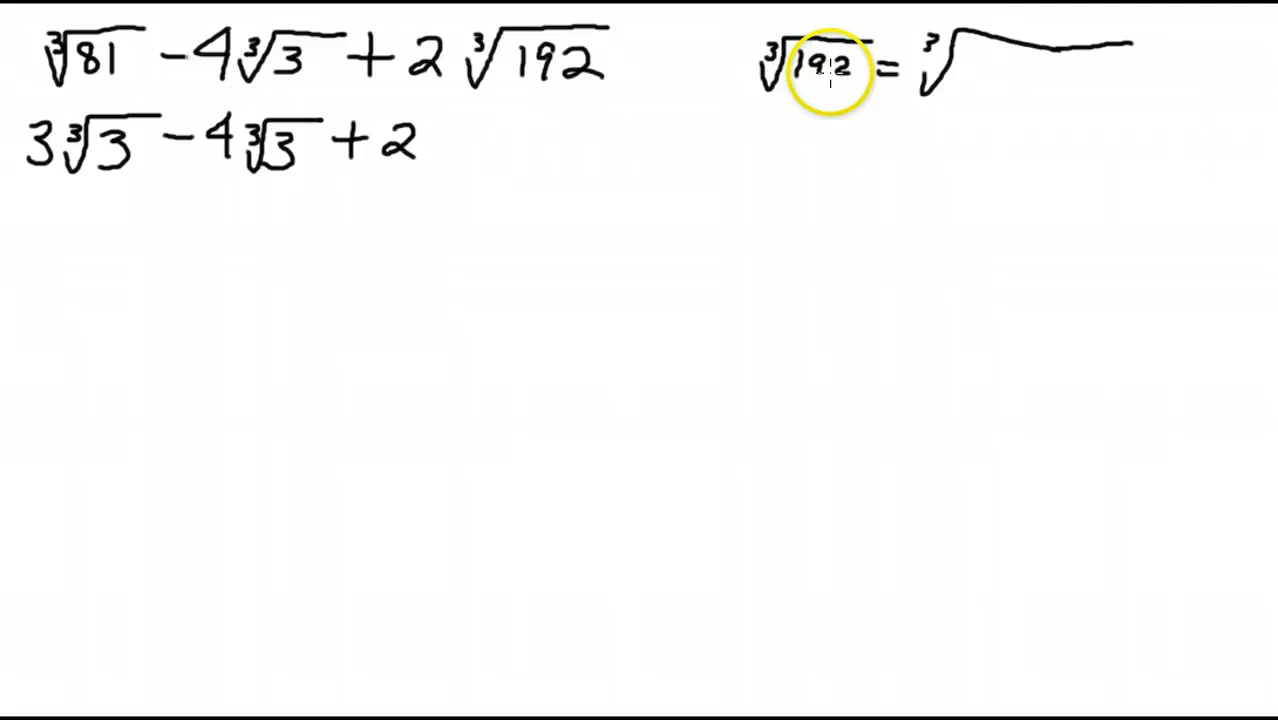 ∛81 - 4∛3 + 2 ∛192
∛192 = ∛
3∛3 - 4∛3 + 2